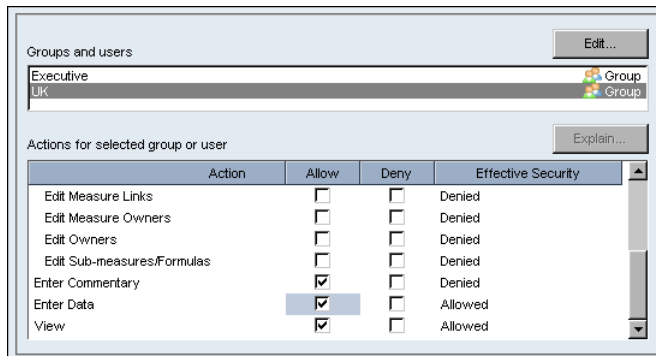 Edit...
Groups and users
Executive Group
UK Group
Explain...
Actions for selected group or user
Action Allow Deny Effective Security
Edit Measure Links Denied
Edit Measure Owners Denied
Edit Owners Denied
Edit Sub-measures/Formulas Denied
Enter Commentary Denied
Enter Data Allowed
View Allowed